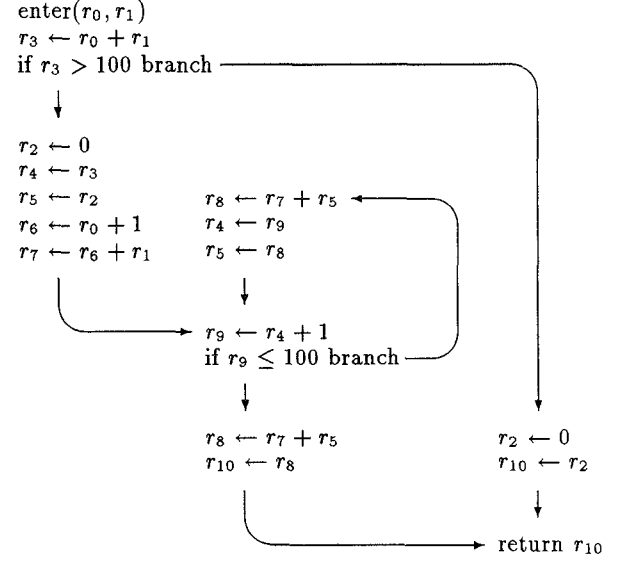 enter(r₀, r₁)
r₃ ← r₀ + r₁
if r₃ > 100 branch
r₂ ← 0
r₄ ← r₃
r₅ ← r₂
r₆ ← r₀ + 1
r₇ ← r₆ + r₁
r₈ ← r₇ + r₅
r₄ ← r₉
r₅ ← r₈
r₉ ← r₄ + 1
if r₉ ≤ 100 branch
r₈ ← r₇ + r₅
r₁₀ ← r₈
r₂ ← 0
r₁₀ ← r₂
return r₁₀